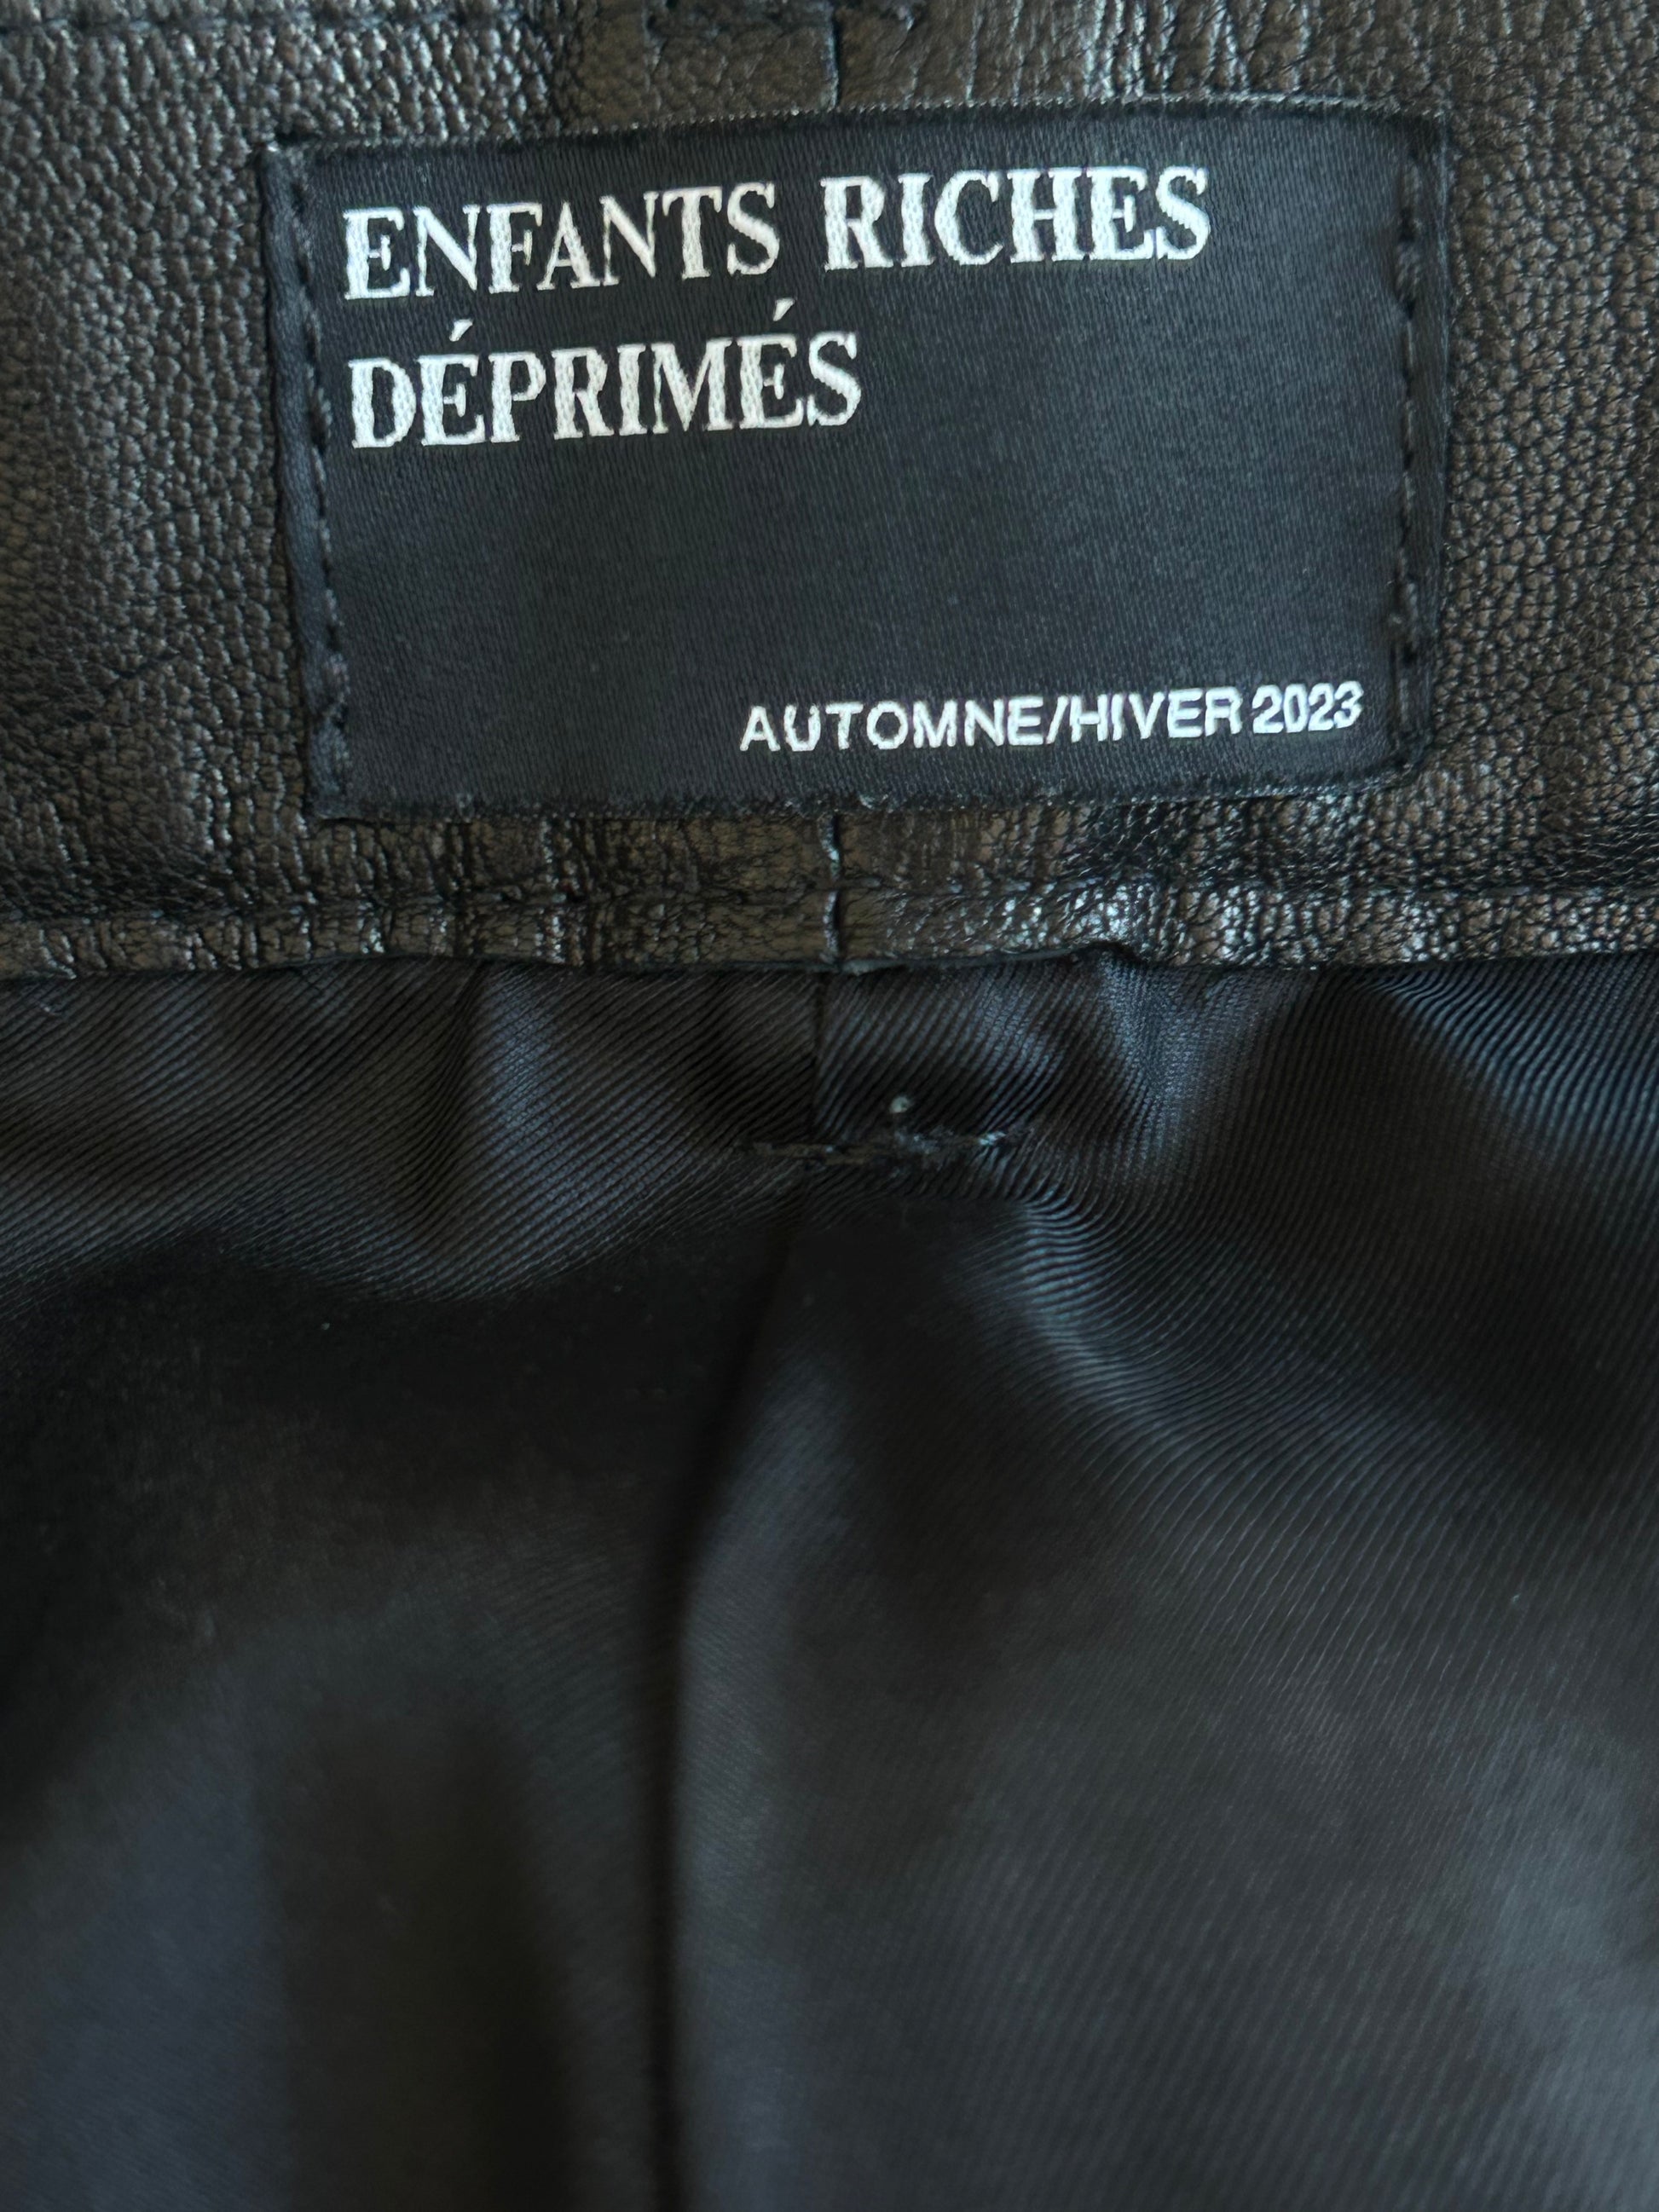 ENFANTS RICHES
DÉPRIMÉS
AUTOMNE/HIVER 2023